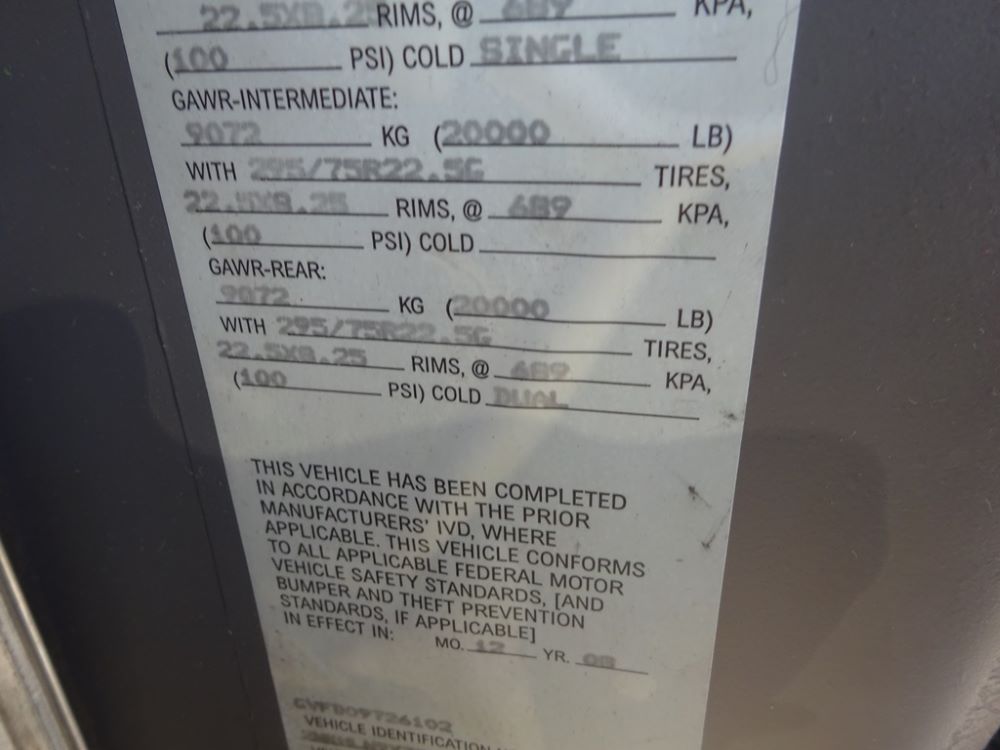 22.5X8.25 RIMS, @ 689 KPA,
(100 PSI) COLD SINGLE
GAWR-INTERMEDIATE:
9072 KG (20000 LB)
WITH 295/75R22.5G TIRES,
22.5X8.25 RIMS, @ 689 KPA,
(100 PSI) COLD
GAWR-REAR:
9072 KG (20000 LB)
WITH 295/75R22.5G TIRES,
22.5X8.25 RIMS, @ 689 KPA,
(100 PSI) COLD DUAL
THIS VEHICLE HAS BEEN COMPLETED
IN ACCORDANCE WITH THE PRIOR
MANUFACTURERS' IVD, WHERE
APPLICABLE. THIS VEHICLE CONFORMS
TO ALL APPLICABLE FEDERAL MOTOR
VEHICLE SAFETY STANDARDS, [AND
BUMPER AND THEFT PREVENTION
STANDARDS, IF APPLICABLE]
IN EFFECT IN: MO. 12 YR. 08
VEHICLE IDENTIFICATION